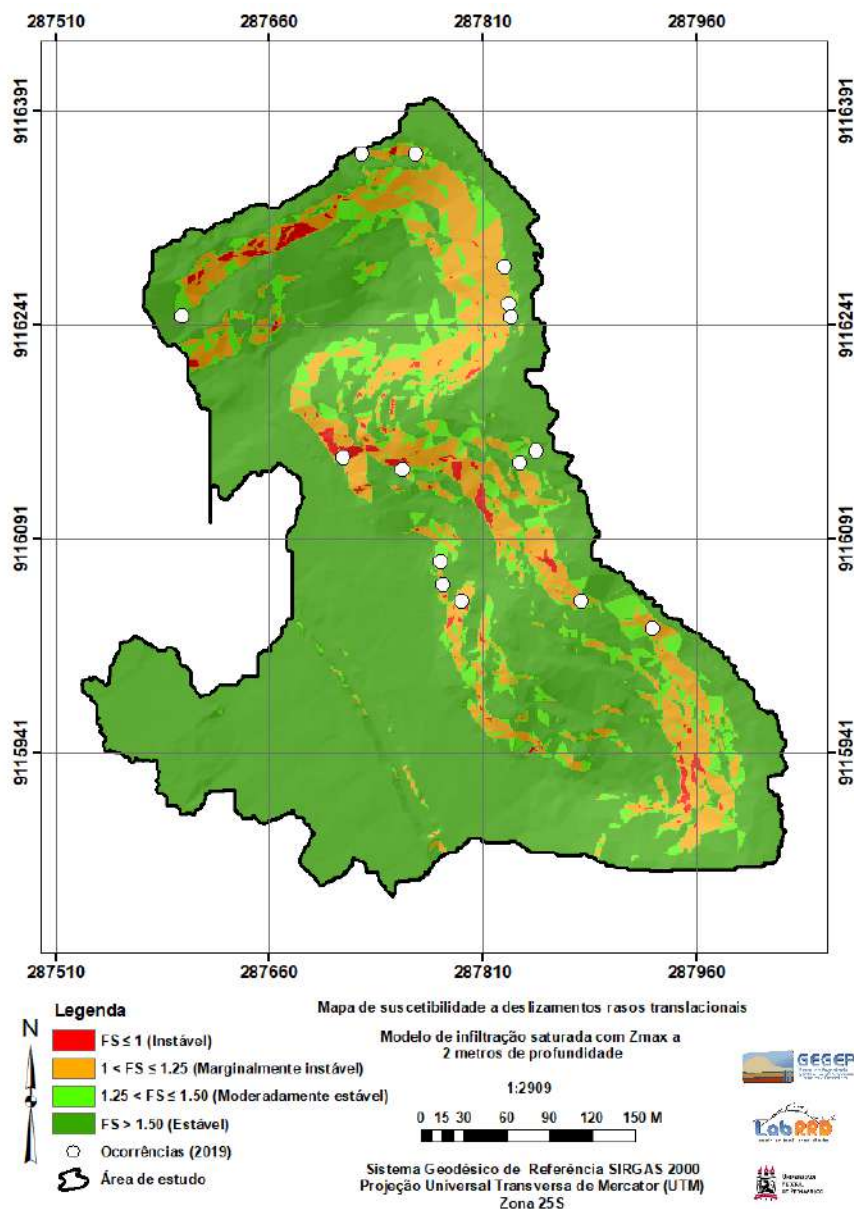 287510 287660 287810 287960
9116391 9116391
9116241 9116241
9116091 9116091
9115941 9115941
287510 287660 287810 287960
Legenda
N
FS ≤ 1 (Instável)
1 < FS ≤ 1.25 (Marginalmente instável)
1.25 < FS ≤ 1.50 (Moderadamente estável)
FS > 1.50 (Estável)
Ocorrências (2019)
Área de estudo
Mapa de suscetibilidade a deslizamentos rasos translacionais
Modelo de infiltração saturada com Zmax a
2 metros de profundidade
1:2909
0 15 30 60 90 120 150 M
Sistema Geodésico de Referência SIRGAS 2000
Projeção Universal Transversa de Mercator (UTM)
Zona 25S
GEGEP
LabRRD
Universidade
Federal
de Pernambuco